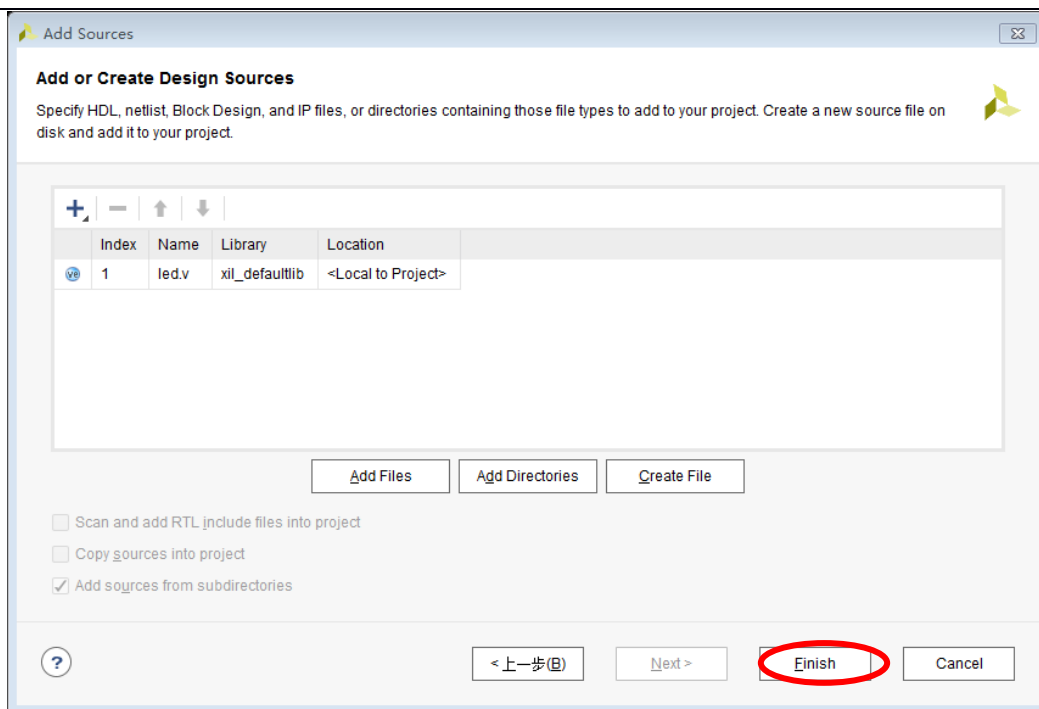 Add Sources
Add or Create Design Sources
Specify HDL, netlist, Block Design, and IP files, or directories containing those file types to add to your project. Create a new source file on
disk and add it to your project.
Index Name Library Location
1 led.v xil_defaultlib <Local to Project>
Add Files Add Directories Create File
Scan and add RTL include files into project
Copy sources into project
Add sources from subdirectories
? <上一步(B) Next > Finish Cancel